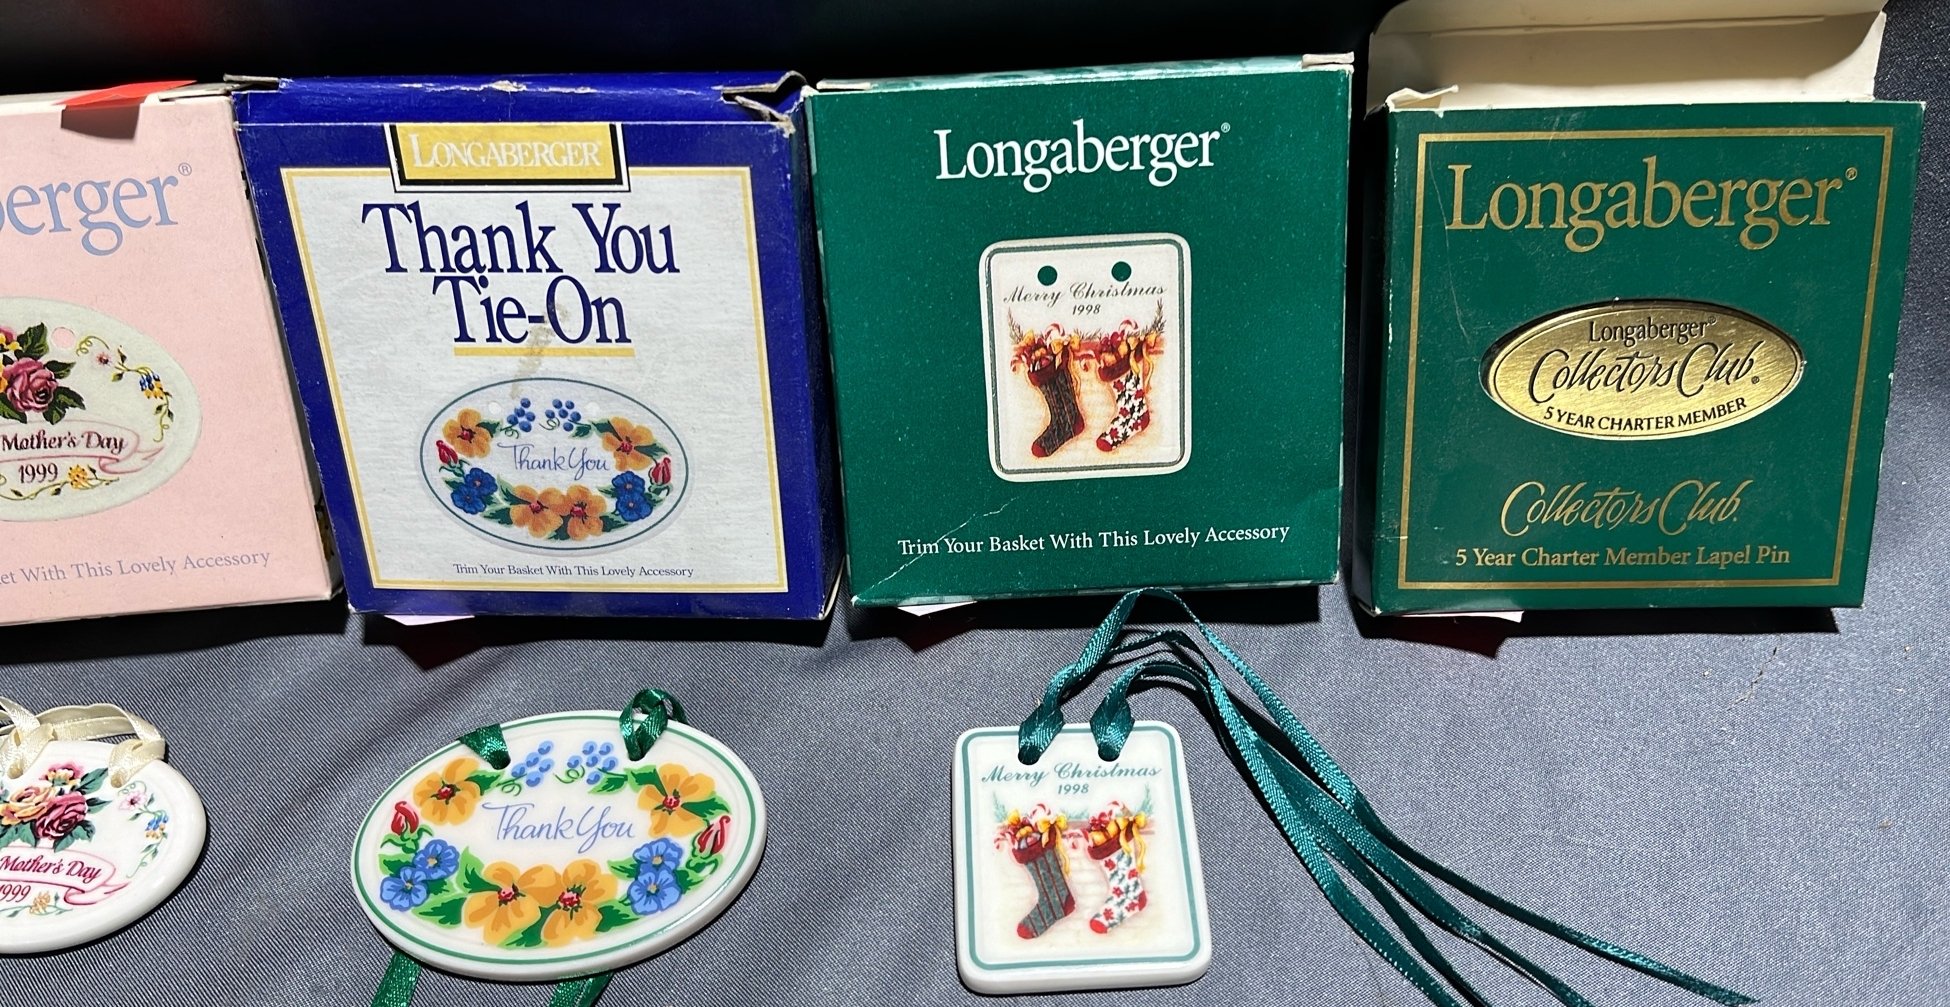 berger®
Mother's Day
1999
et With This Lovely Accessory
LONGABERGER
Thank You
Tie-On
Thank You
Trim Your Basket With This Lovely Accessory
Longaberger®
Merry Christmas
1998
Trim Your Basket With This Lovely Accessory
Longaberger®
Longaberger®
Collectors Club®
5 YEAR CHARTER MEMBER
Collectors Club
5 Year Charter Member Lapel Pin
Mother's Day
1999
Thank You
Merry Christmas
1998